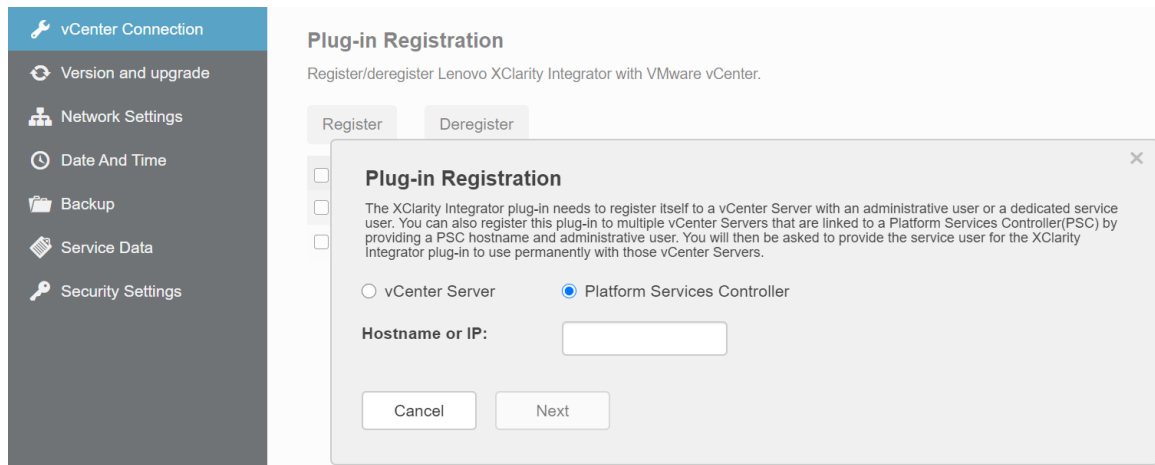 vCenter Connection
Version and upgrade
Network Settings
Date And Time
Backup
Service Data
Security Settings
Plug-in Registration
Register/deregister Lenovo XClarity Integrator with VMware vCenter.
Register Deregister
Plug-in Registration
The XClarity Integrator plug-in needs to register itself to a vCenter Server with an administrative user or a dedicated service
user. You can also register this plug-in to multiple vCenter Servers that are linked to a Platform Services Controller(PSC) by
providing a PSC hostname and administrative user. You will then be asked to provide the service user for the XClarity
Integrator plug-in to use permanently with those vCenter Servers.
vCenter Server Platform Services Controller
Hostname or IP:
Cancel Next